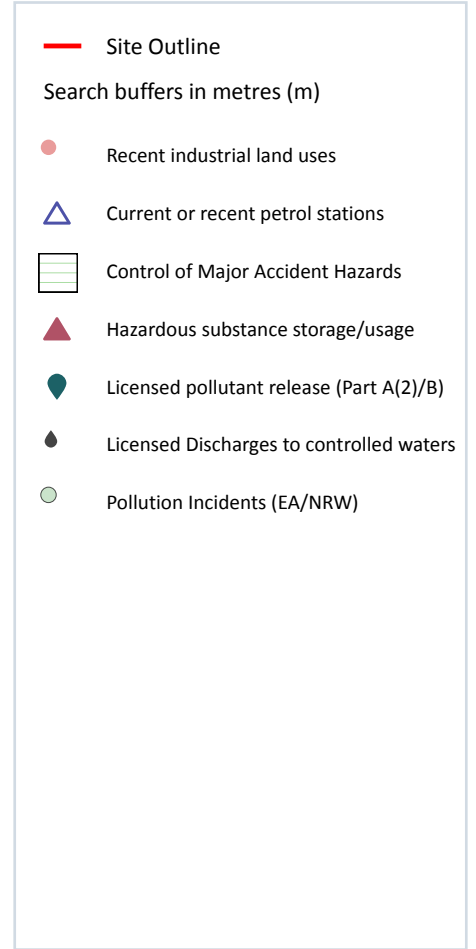 Site Outline
Search buffers in metres (m)
Recent industrial land uses
Current or recent petrol stations
Control of Major Accident Hazards
Hazardous substance storage/usage
Licensed pollutant release (Part A(2)/B)
Licensed Discharges to controlled waters
Pollution Incidents (EA/NRW)